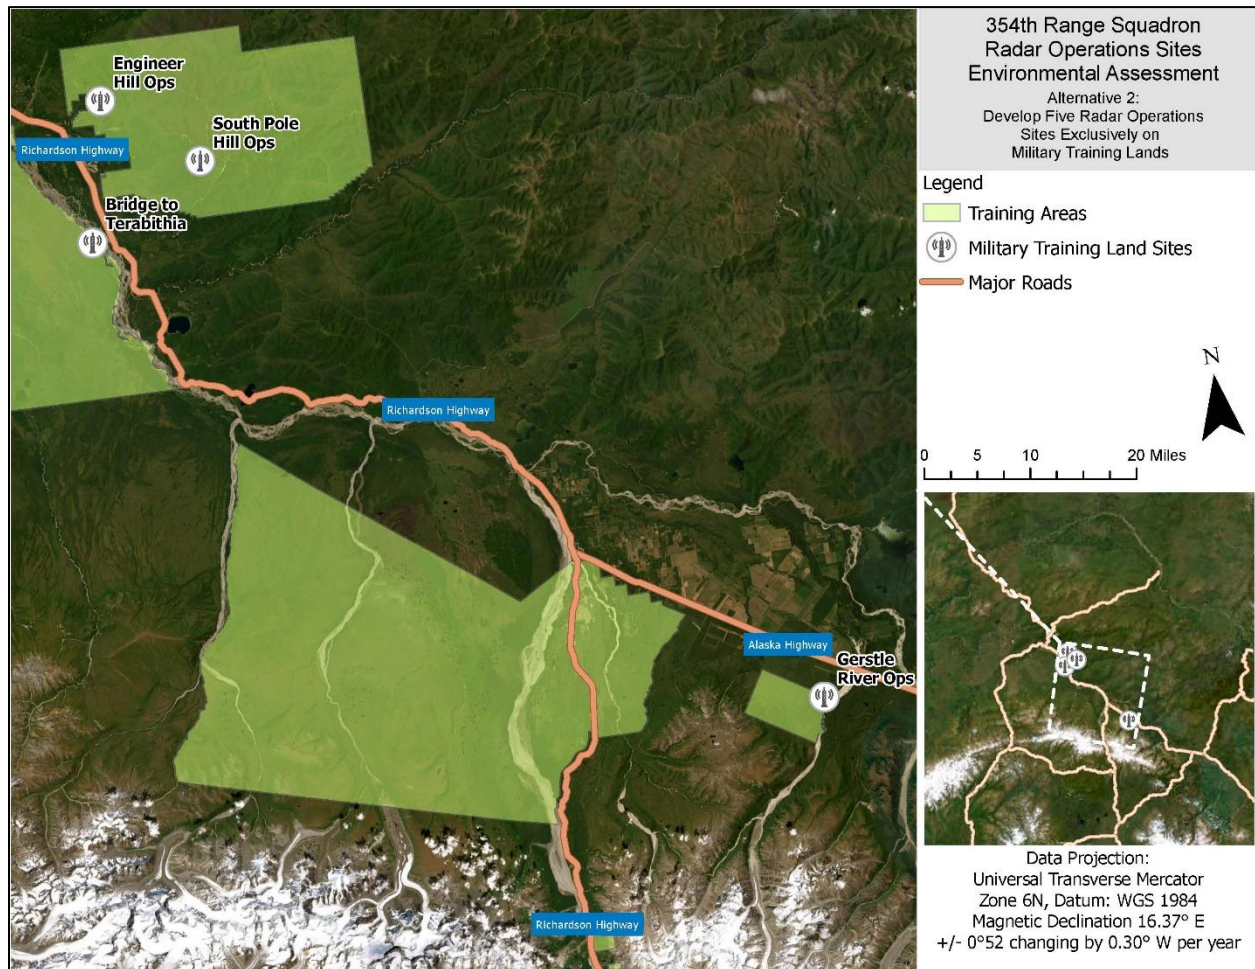 Engineer
Hill Ops
South Pole
Hill Ops
Richardson Highway
Bridge to
Terabithia
Richardson Highway
Alaska Highway
Gerstle
River Ops
Richardson Highway
354th Range Squadron
Radar Operations Sites
Environmental Assessment
Alternative 2:
Develop Five Radar Operations
Sites Exclusively on
Military Training Lands
Legend
Training Areas
Military Training Land Sites
Major Roads
N
0 5 10 20 Miles
Data Projection:
Universal Transverse Mercator
Zone 6N, Datum: WGS 1984
Magnetic Declination 16.37° E
+/- 0°52 changing by 0.30° W per year